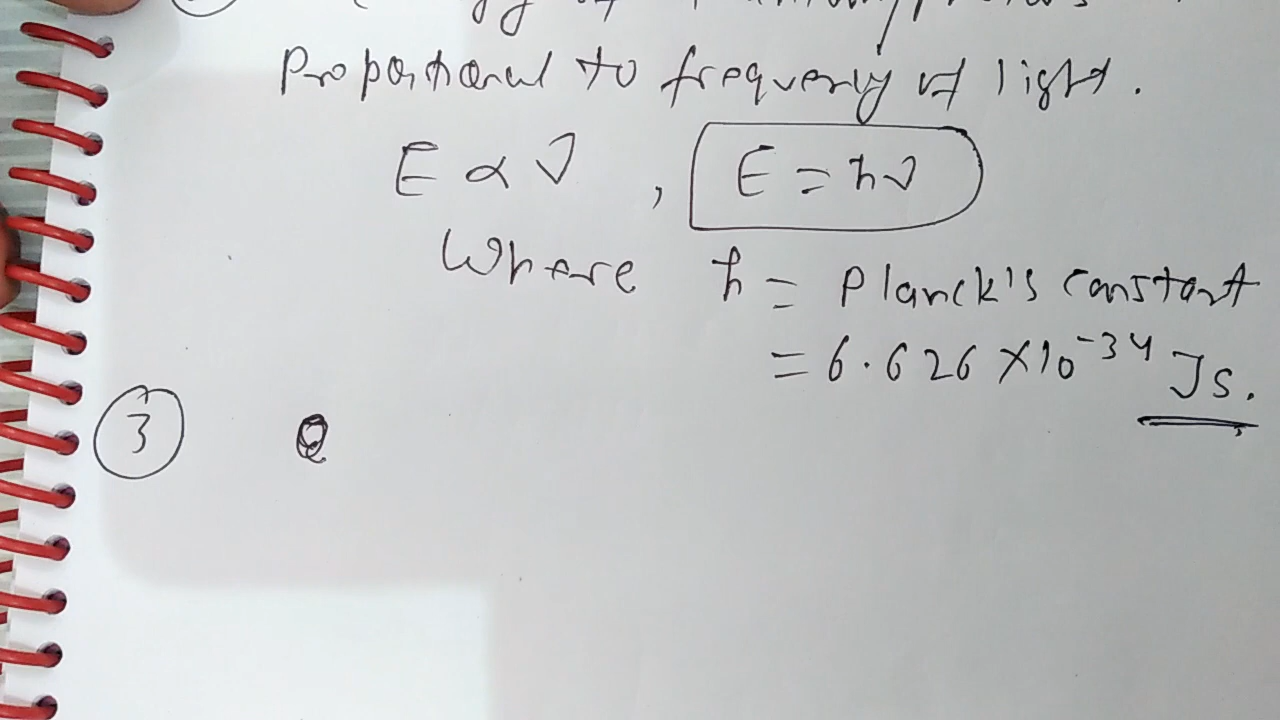 Proportional to frequency of light.
E ∝ ν , E = hν
Where h = Planck's constant
= 6.626 × 10⁻³⁴ Js.
3